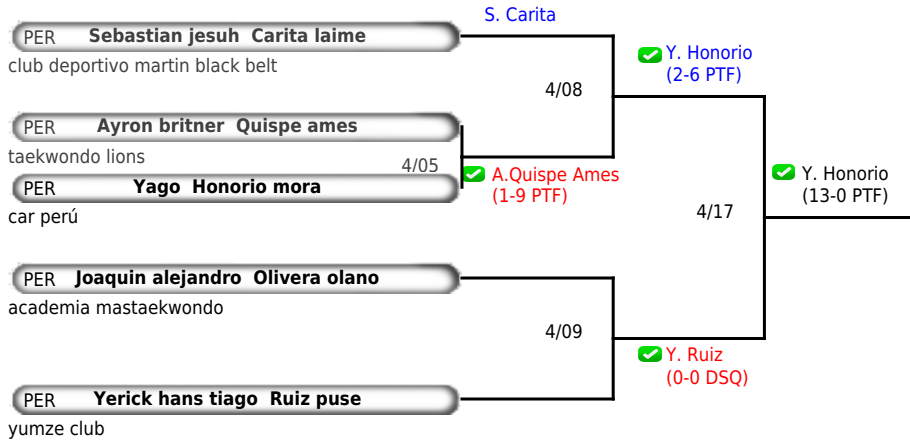 S. Carita
PER Sebastian jesuh Carita laime
club deportivo martin black belt
Y. Honorio
(2-6 PTF)
4/08
PER Ayron britner Quispe ames
taekwondo lions
4/05
A.Quispe Ames
(1-9 PTF)
PER Yago Honorio mora
car perú
Y. Honorio
(13-0 PTF)
4/17
PER Joaquin alejandro Olivera olano
academia mastaekwondo
4/09
Y. Ruiz
(0-0 DSQ)
PER Yerick hans tiago Ruiz puse
yumze club